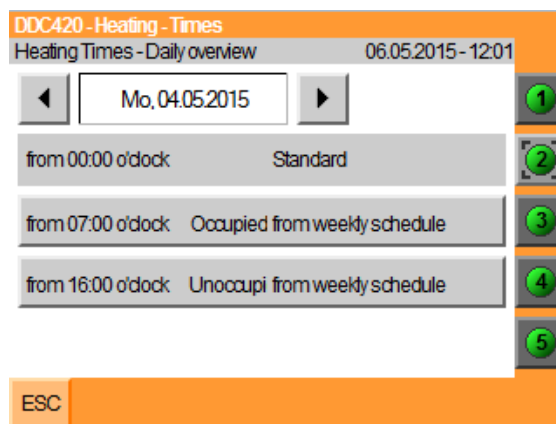 DDC420 - Heating - Times
Heating Times - Daily overview 06.05.2015 - 12:01
Mo, 04.05.2015
1
from 00:00 o'clock Standard
2
from 07:00 o'clock Occupied from weekly schedule
3
from 16:00 o'clock Unoccupi from weekly schedule
4
5
ESC